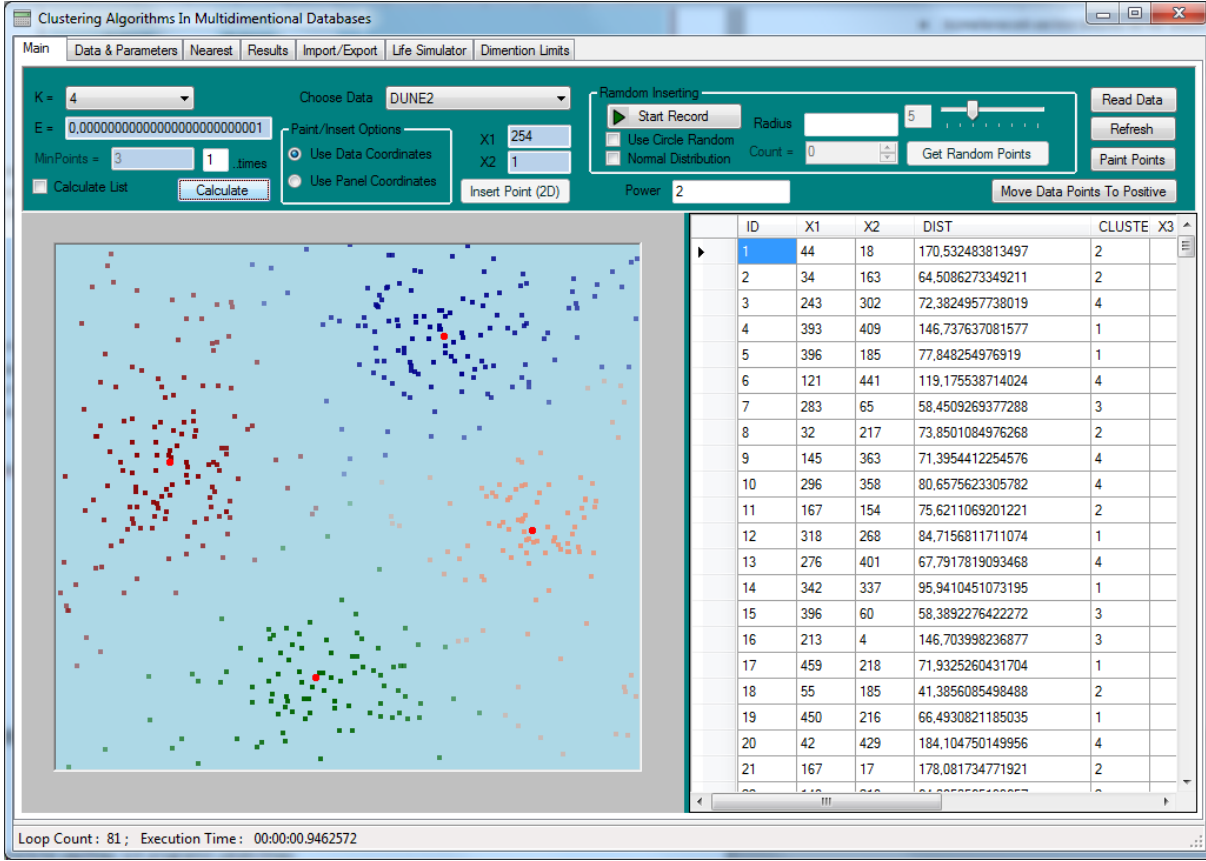 Clustering Algorithms In Multidimentional Databases
Main Data & Parameters Nearest Results Import/Export Life Simulator Dimention Limits
K = 4 Choose Data DUNE2
E = 0,0000000000000000000000001
MinPoints = 3 1 ..times
Calculate List Calculate
Paint/Insert Options
Use Data Coordinates
Use Panel Coordinates
X1 254
X2 1
Insert Point (2D)
Ramdom Inserting
Start Record Radius 5
Use Circle Random
Normal Distribution Count = 0 Get Random Points
Power 2
Read Data
Refresh
Paint Points
Move Data Points To Positive
ID X1 X2 DIST CLUSTE X3
1 44 18 170,532483813497 2
2 34 163 64,5086273349211 2
3 243 302 72,3824957738019 4
4 393 409 146,737637081577 1
5 396 185 77,848254976919 1
6 121 441 119,175538714024 4
7 283 65 58,4509269377288 3
8 32 217 73,8501084976268 2
9 145 363 71,3954412254576 4
10 296 358 80,6575623305782 4
11 167 154 75,6211069201221 2
12 318 268 84,7156811711074 1
13 276 401 67,7917819093468 4
14 342 337 95,9410451073195 1
15 396 60 58,3892276422272 3
16 213 4 146,703998236877 3
17 459 218 71,9325260431704 1
18 55 185 41,3856085498488 2
19 450 216 66,4930821185035 1
20 42 429 184,104750149956 4
21 167 17 178,081734771921 2
Loop Count : 81 ; Execution Time : 00:00:00.9462572